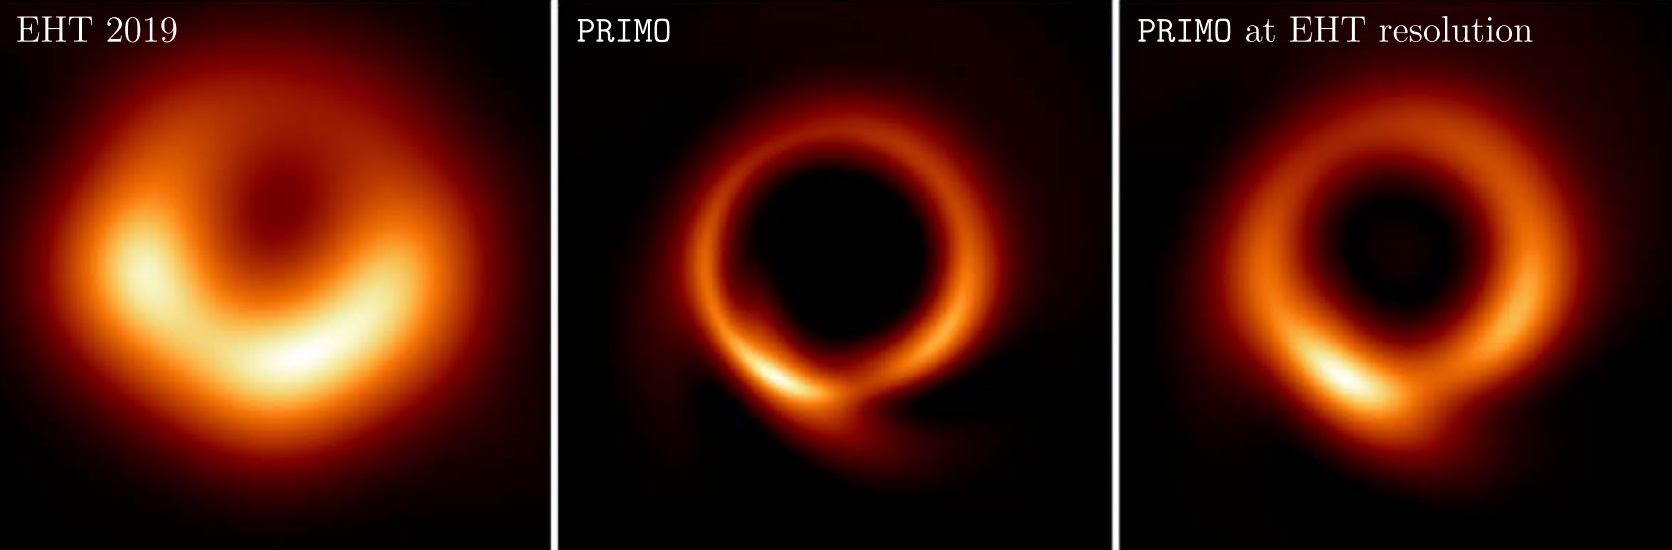 EHT 2019
PRIMO
PRIMO at EHT resolution